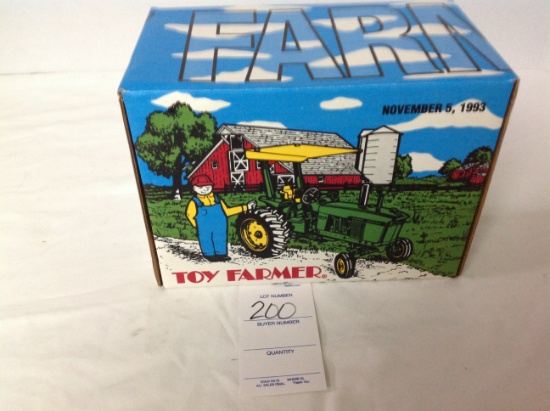 FARM
NOVEMBER 5, 1993
TOY FARMER®
LOT NUMBER
200
BUYER NUMBER
QUANTITY